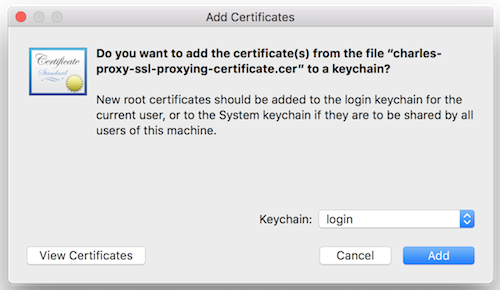 Add Certificates
Certificate
Standard
Do you want to add the certificate(s) from the file “charles-
proxy-ssl-proxying-certificate.cer” to a keychain?
New root certificates should be added to the login keychain for the
current user, or to the System keychain if they are to be shared by all
users of this machine.
Keychain: login
View Certificates Cancel Add